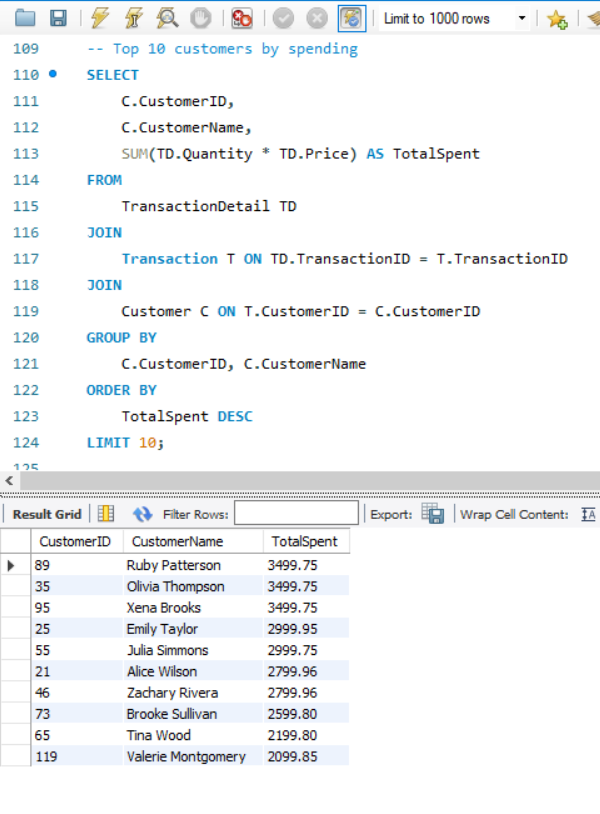 Limit to 1000 rows
109 -- Top 10 customers by spending
110 SELECT
111 C.CustomerID,
112 C.CustomerName,
113 SUM(TD.Quantity * TD.Price) AS TotalSpent
114 FROM
115 TransactionDetail TD
116 JOIN
117 Transaction T ON TD.TransactionID = T.TransactionID
118 JOIN
119 Customer C ON T.CustomerID = C.CustomerID
120 GROUP BY
121 C.CustomerID, C.CustomerName
122 ORDER BY
123 TotalSpent DESC
124 LIMIT 10;
125
Result Grid Filter Rows: Export: Wrap Cell Content: IA
CustomerID CustomerName TotalSpent
89 Ruby Patterson 3499.75
35 Olivia Thompson 3499.75
95 Xena Brooks 3499.75
25 Emily Taylor 2999.95
55 Julia Simmons 2999.75
21 Alice Wilson 2799.96
46 Zachary Rivera 2799.96
73 Brooke Sullivan 2599.80
65 Tina Wood 2199.80
119 Valerie Montgomery 2099.85